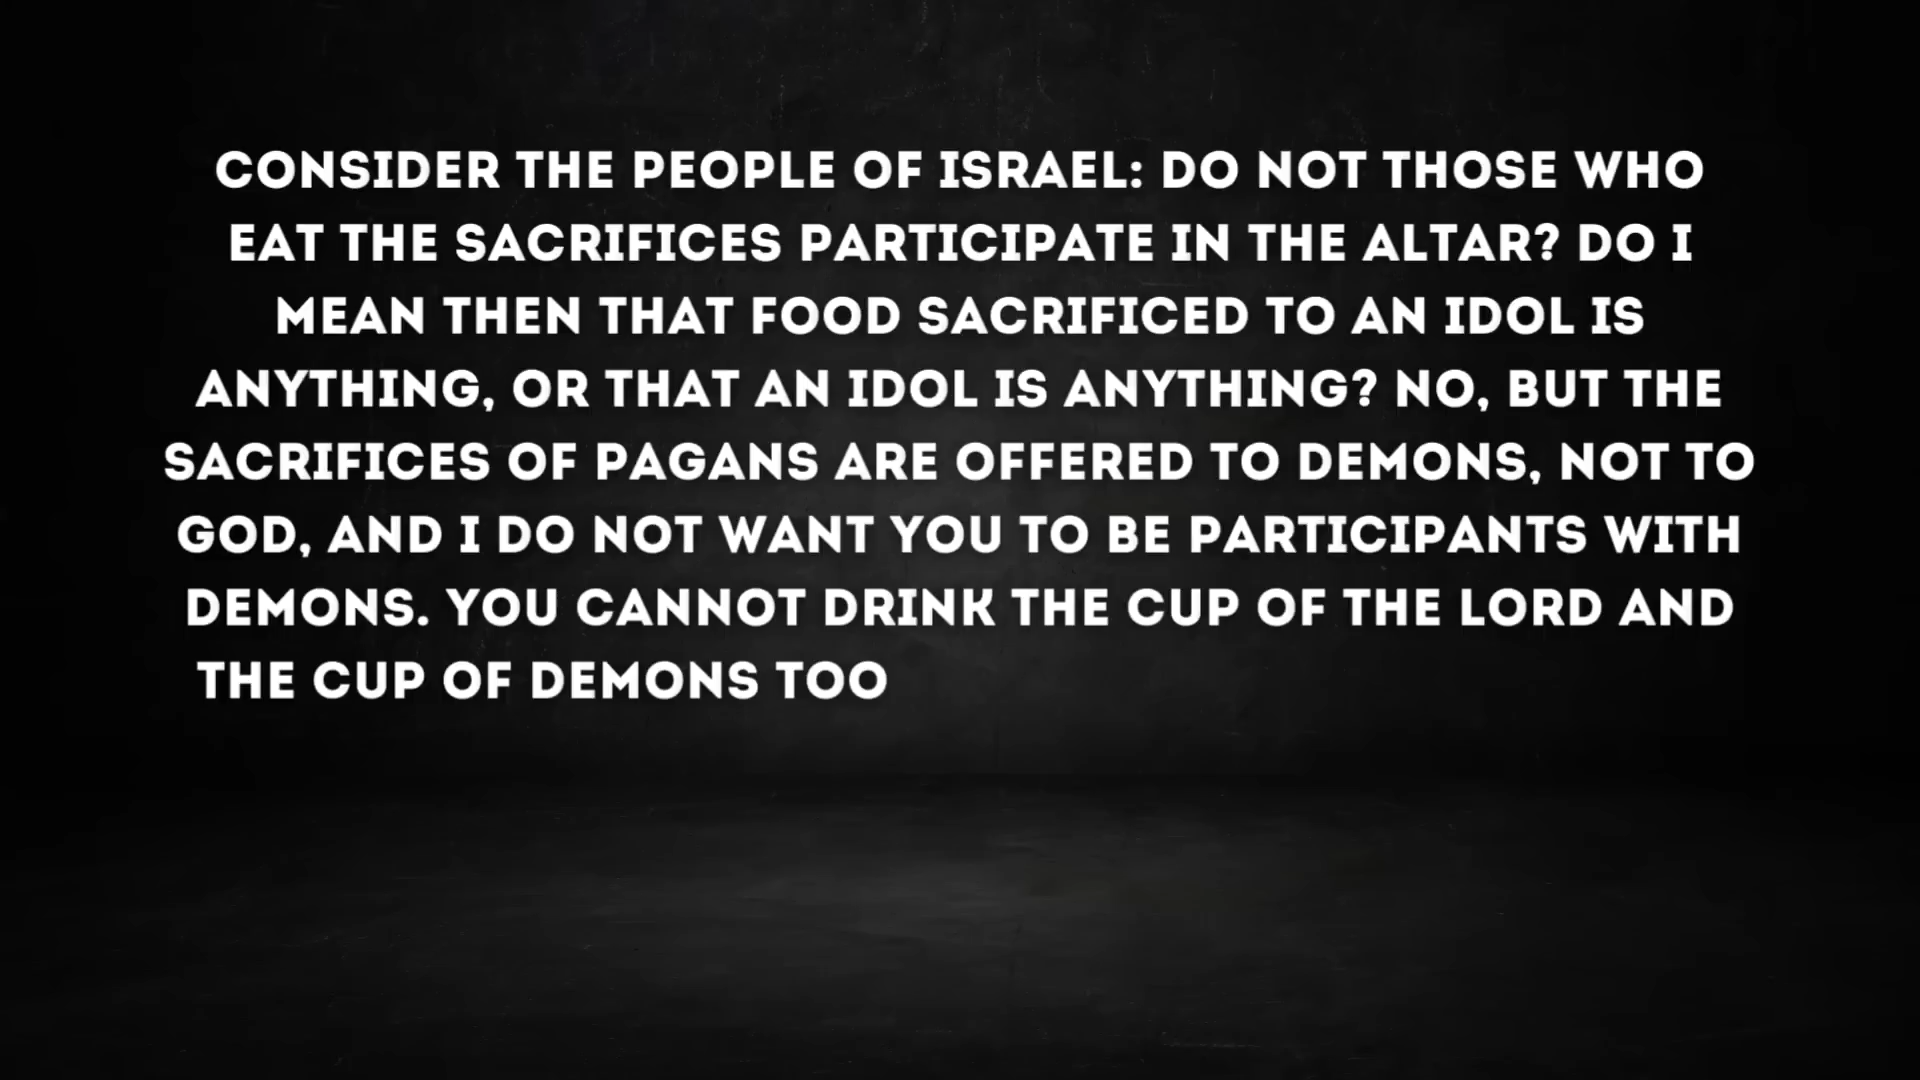 CONSIDER THE PEOPLE OF ISRAEL: DO NOT THOSE WHO
EAT THE SACRIFICES PARTICIPATE IN THE ALTAR? DO I
MEAN THEN THAT FOOD SACRIFICED TO AN IDOL IS
ANYTHING, OR THAT AN IDOL IS ANYTHING? NO, BUT THE
SACRIFICES OF PAGANS ARE OFFERED TO DEMONS, NOT TO
GOD, AND I DO NOT WANT YOU TO BE PARTICIPANTS WITH
DEMONS. YOU CANNOT DRINK THE CUP OF THE LORD AND
THE CUP OF DEMONS TOO